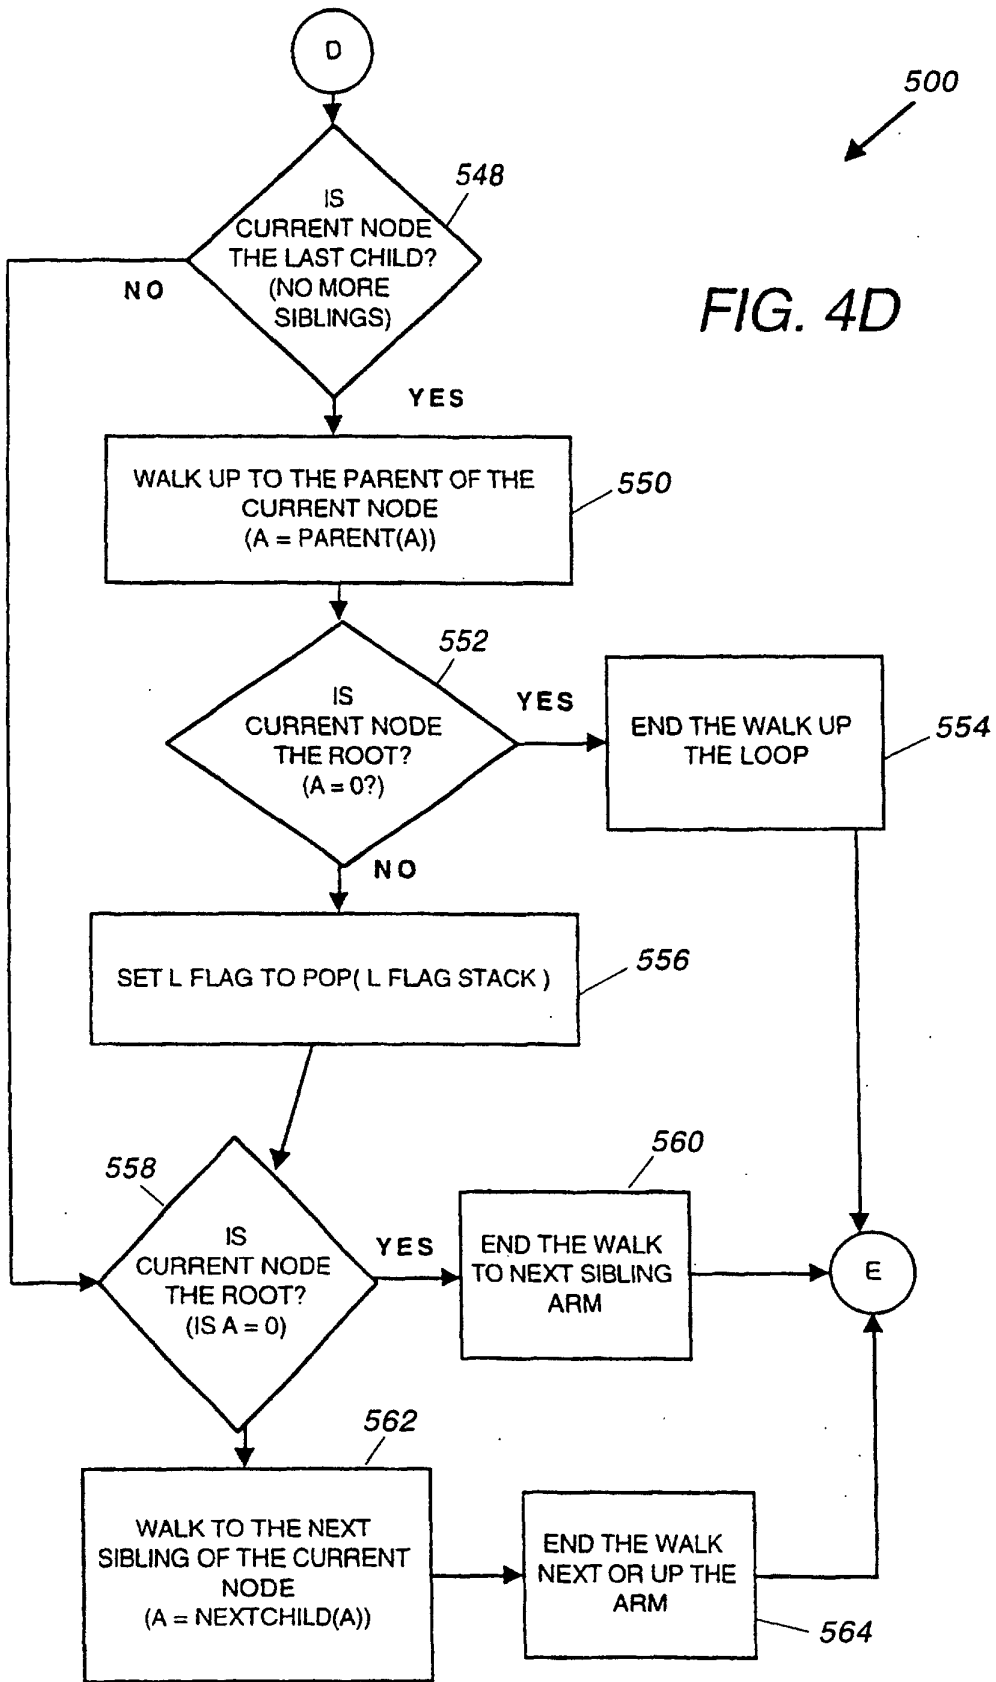 D
500
548
IS
CURRENT NODE
THE LAST CHILD?
(NO MORE
SIBLINGS)
NO
FIG. 4D
YES
WALK UP TO THE PARENT OF THE
CURRENT NODE
(A = PARENT(A))
550
552
IS
CURRENT NODE
THE ROOT?
(A = 0?)
YES
END THE WALK UP
THE LOOP
554
NO
SET L FLAG TO POP( L FLAG STACK )
556
558
IS
CURRENT NODE
THE ROOT?
(IS A = 0)
YES
560
END THE WALK
TO NEXT SIBLING
ARM
E
562
WALK TO THE NEXT
SIBLING OF THE CURRENT
NODE
(A = NEXTCHILD(A))
END THE WALK
NEXT OR UP THE
ARM
564